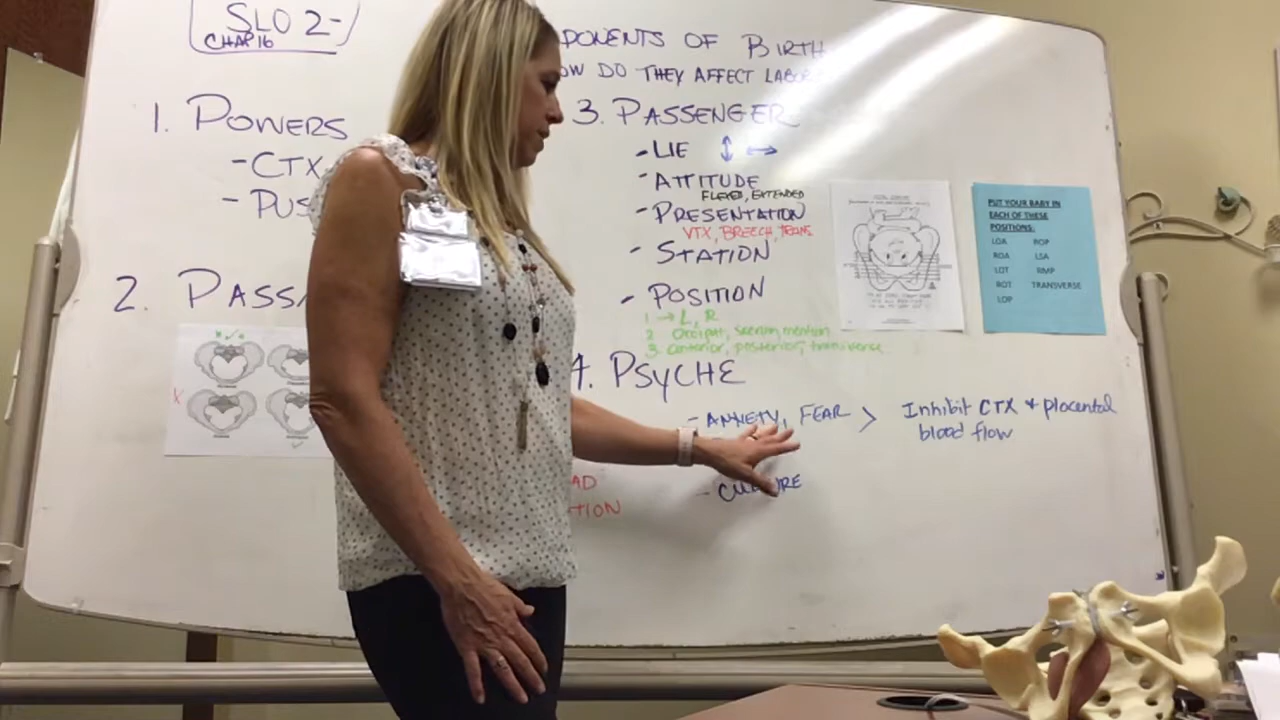 SLO 2-
CHAP 16
PONENTS OF BIRTH
OW DO THEY AFFECT LABO
1. POWERS
- CTX
- PUS
2. PASSA
3. PASSENGER
- LIE ↕ ↔
- ATTITUDE
FLEXED, EXTENDED
- PRESENTATION
VTX, BREECH, TRANS
- STATION
- POSITION
1 → L, R
2 Occiput, sacrum, mentum
3. anterior, posterior, transverse
4. PSYCHE
- ANXIETY, FEAR > Inhibit CTX + placental
blood flow
- CULTURE
AD
TION
PUT YOUR BABY IN
EACH OF THESE
POSITIONS:
LOA ROP
ROA LSA
LOT RMP
ROT TRANSVERSE
LOP